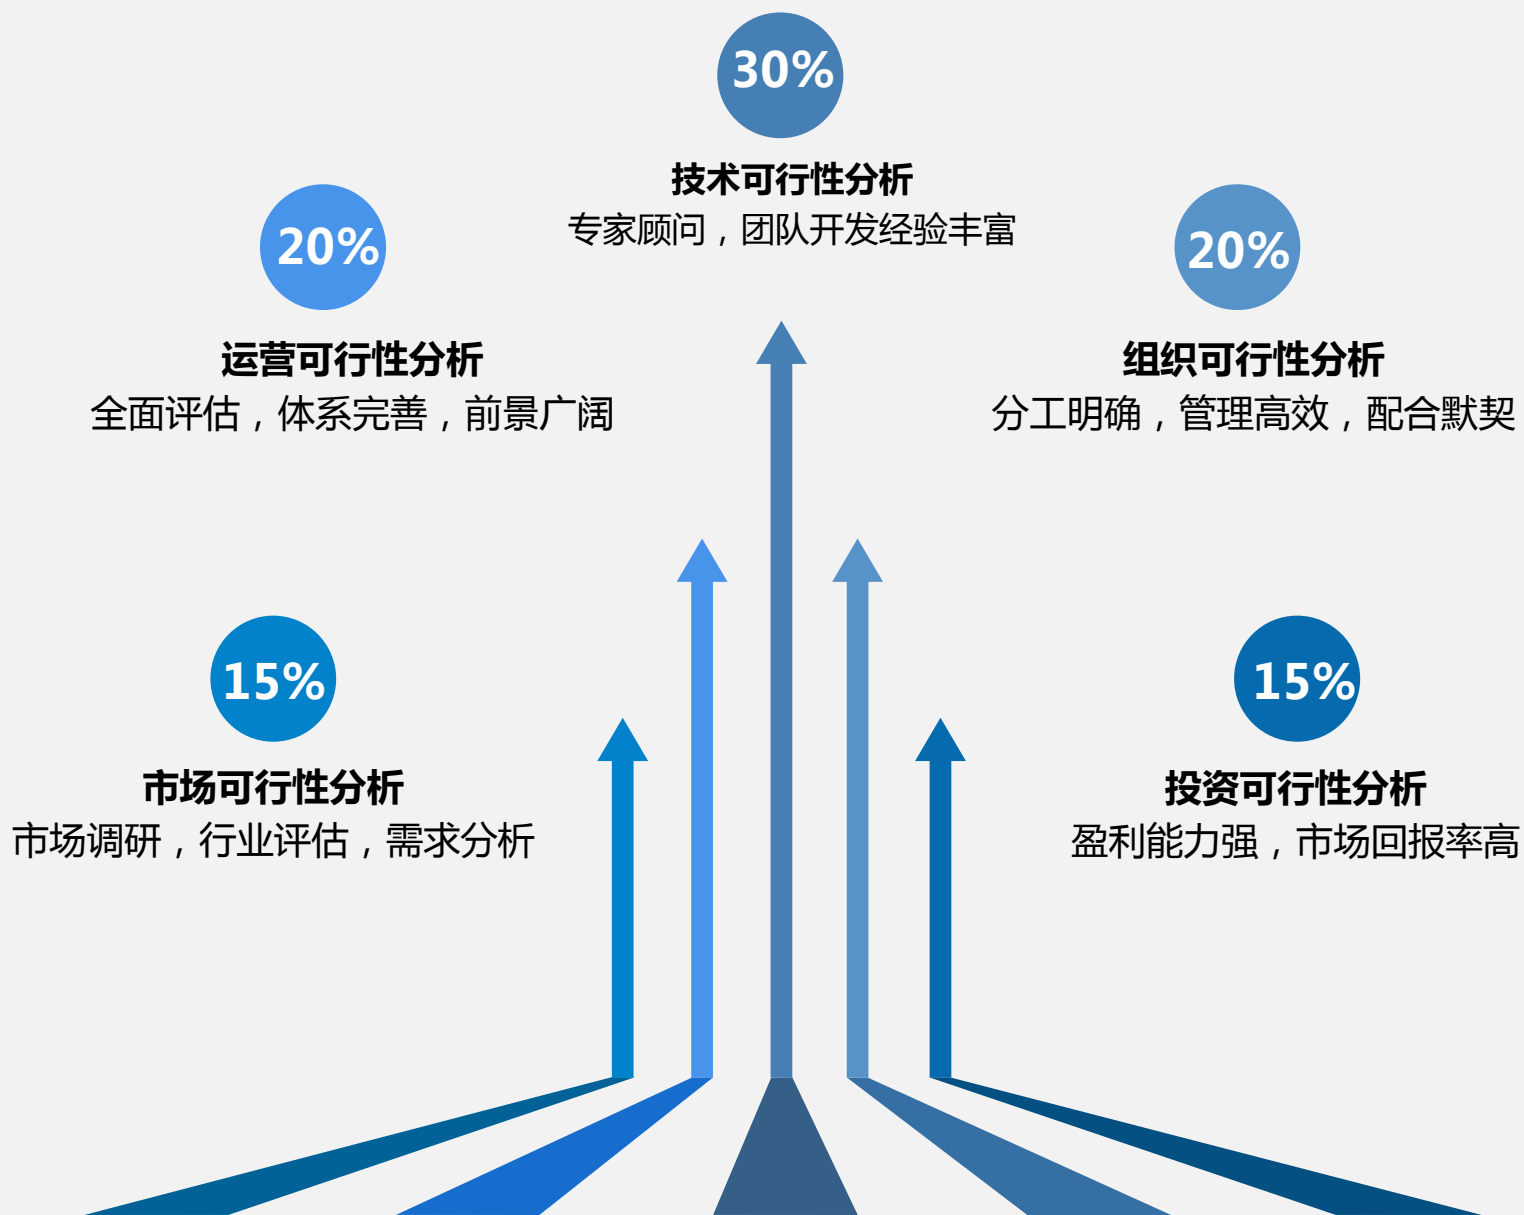 30%
技术可行性分析
专家顾问，团队开发经验丰富
20%
运营可行性分析
全面评估，体系完善，前景广阔
20%
组织可行性分析
分工明确，管理高效，配合默契
15%
市场可行性分析
市场调研，行业评估，需求分析
15%
投资可行性分析
盈利能力强，市场回报率高